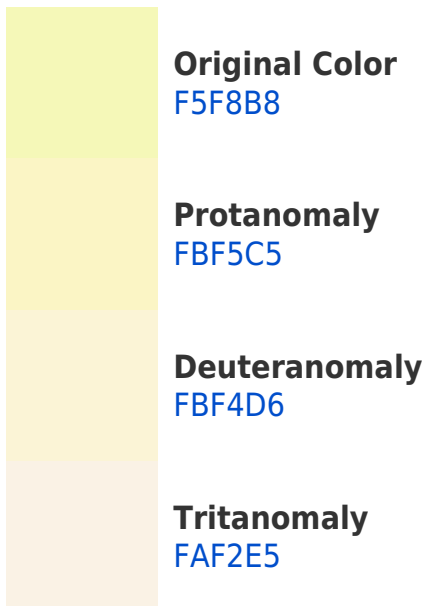 Original Color
F5F8B8
Protanomaly
FBF5C5
Deuteranomaly
FBF4D6
Tritanomaly
FAF2E5